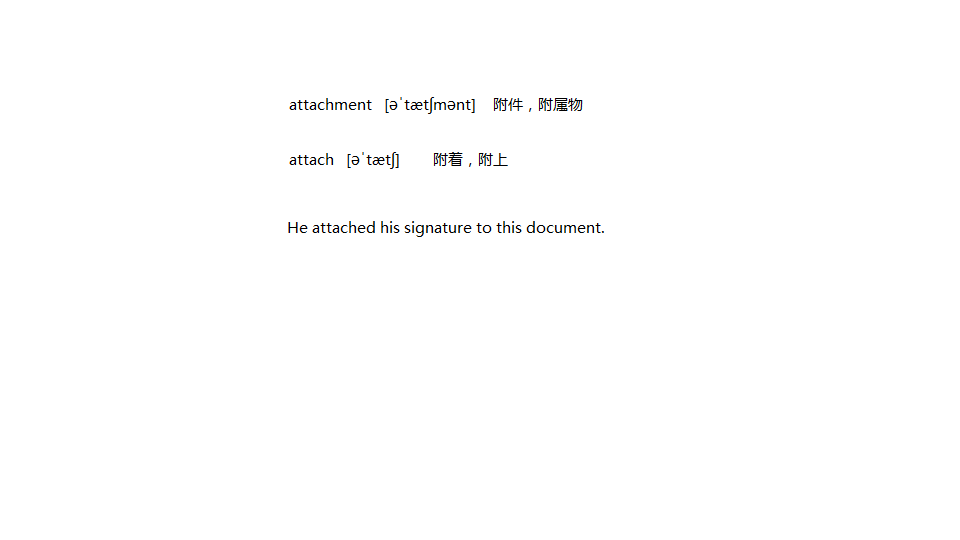 attachment [əˈtætʃmənt] 附件，附属物
attach [əˈtætʃ] 附着，附上
He attached his signature to this document.